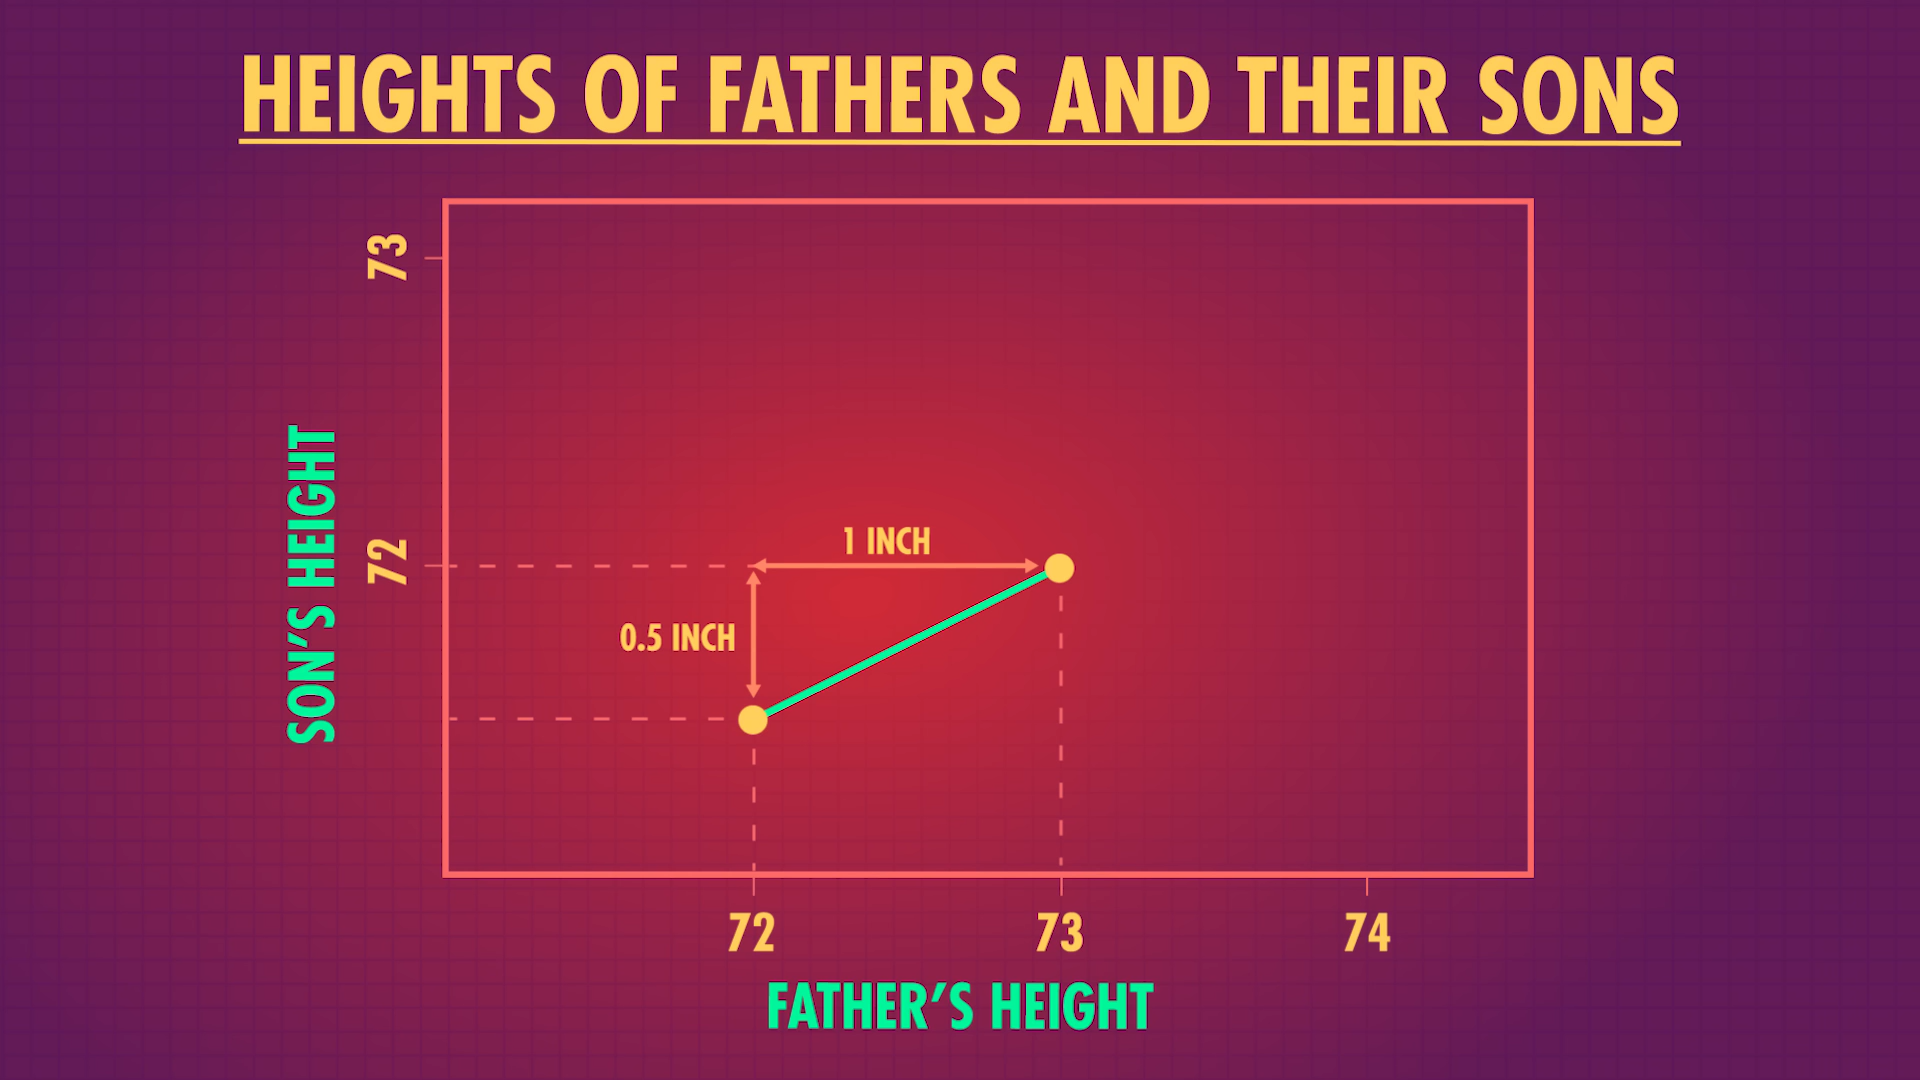 HEIGHTS OF FATHERS AND THEIR SONS
73
72
SON'S HEIGHT
1 INCH
0.5 INCH
72
73
74
FATHER'S HEIGHT